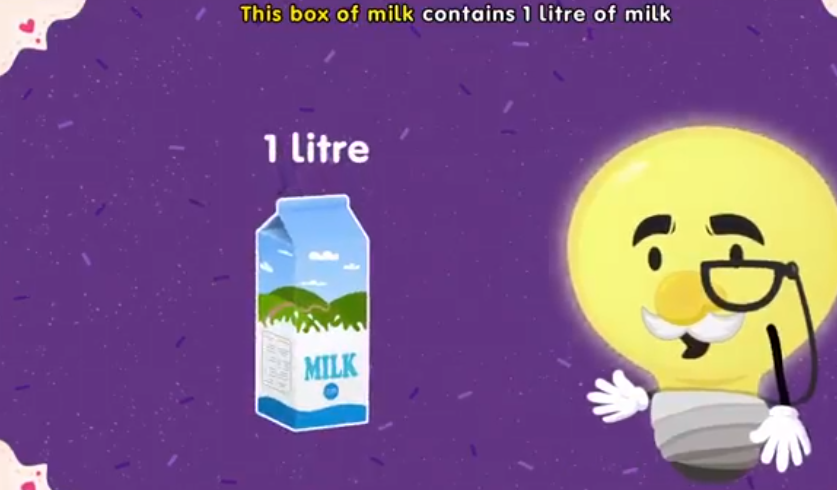 This box of milk contains 1 litre of milk
1 litre
MILK